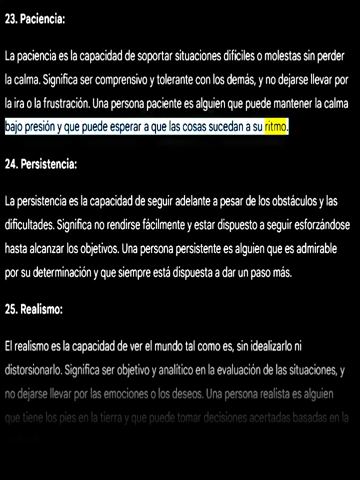 23. Paciencia:
La paciencia es la capacidad de soportar situaciones difíciles o molestas sin perder
la calma. Significa ser comprensivo y tolerante con los demás, y no dejarse llevar por
la ira o la frustración. Una persona paciente es alguien que puede mantener la calma
bajo presión y que puede esperar a que las cosas sucedan a su ritmo.
24. Persistencia:
La persistencia es la capacidad de seguir adelante a pesar de los obstáculos y las
dificultades. Significa no rendirse fácilmente y estar dispuesto a seguir esforzándose
hasta alcanzar los objetivos. Una persona persistente es alguien que es admirable
por su determinación y que siempre está dispuesta a dar un paso más.
25. Realismo:
El realismo es la capacidad de ver el mundo tal como es, sin idealizarlo ni
distorsionarlo. Significa ser objetivo y analítico en la evaluación de las situaciones, y
no dejarse llevar por las emociones o los deseos. Una persona realista es alguien
que tiene los pies en la tierra y que puede tomar decisiones acertadas basadas en la